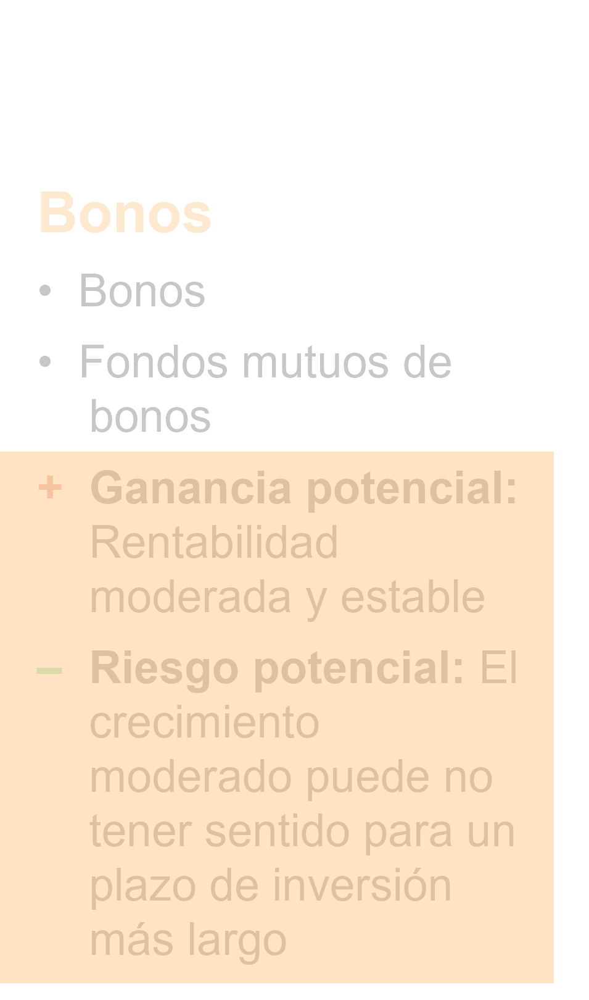 Bonos
• Bonos
• Fondos mutuos de
bonos
+ Ganancia potencial:
Rentabilidad
moderada y estable
– Riesgo potencial: El
crecimiento
moderado puede no
tener sentido para un
plazo de inversión
más largo